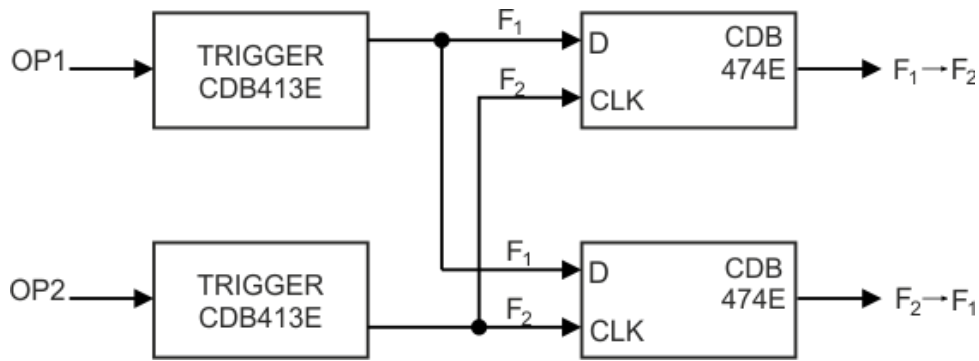 OP1
TRIGGER
CDB413E
F₁
F₂
D
CLK
CDB
474E
F₁→F₂
OP2
TRIGGER
CDB413E
F₁
F₂
D
CLK
CDB
474E
F₂→F₁